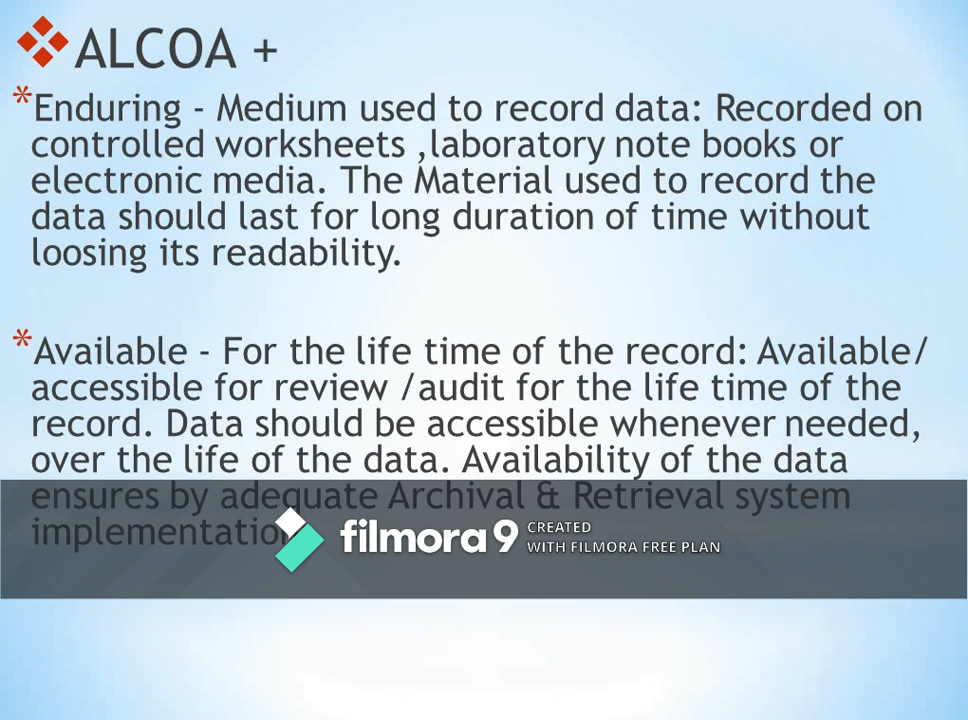 ALCOA +
*Enduring - Medium used to record data: Recorded on
controlled worksheets ,laboratory note books or
electronic media. The Material used to record the
data should last for long duration of time without
loosing its readability.
*Available - For the life time of the record: Available/
accessible for review /audit for the life time of the
record. Data should be accessible whenever needed,
over the life of the data. Availability of the data
ensures by adequate Archival & Retrieval system
implementation
filmora 9 CREATED
WITH FILMORA FREE PLAN